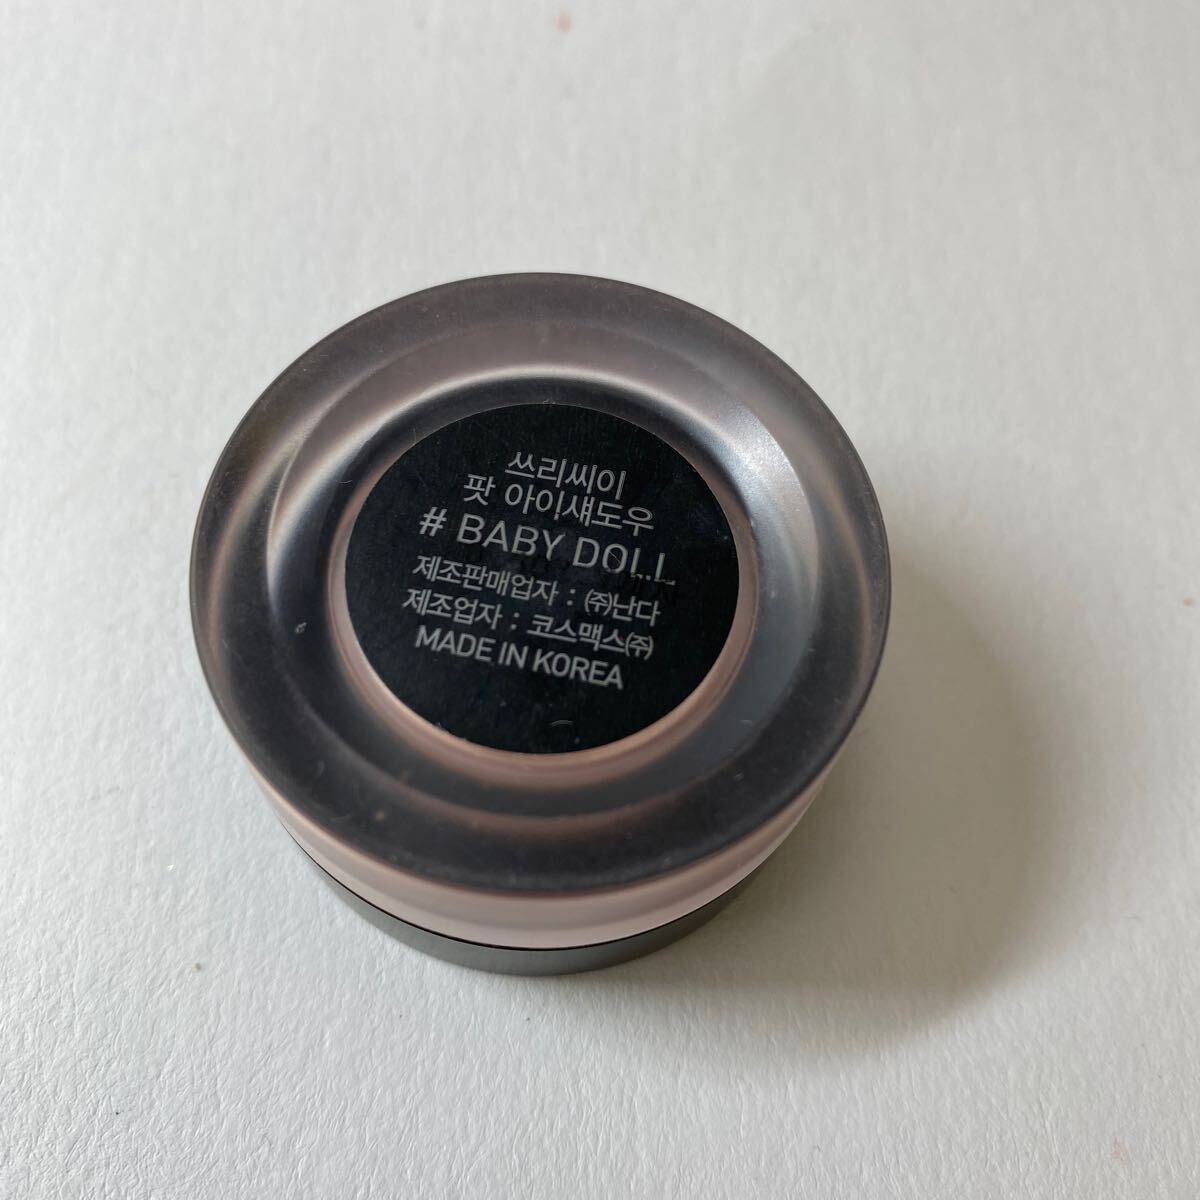 쓰리씨이
팟 아이섀도우
# BABY DOLL
제조판매업자 : ㈜난다
제조업자 : 코스맥스㈜
MADE IN KOREA